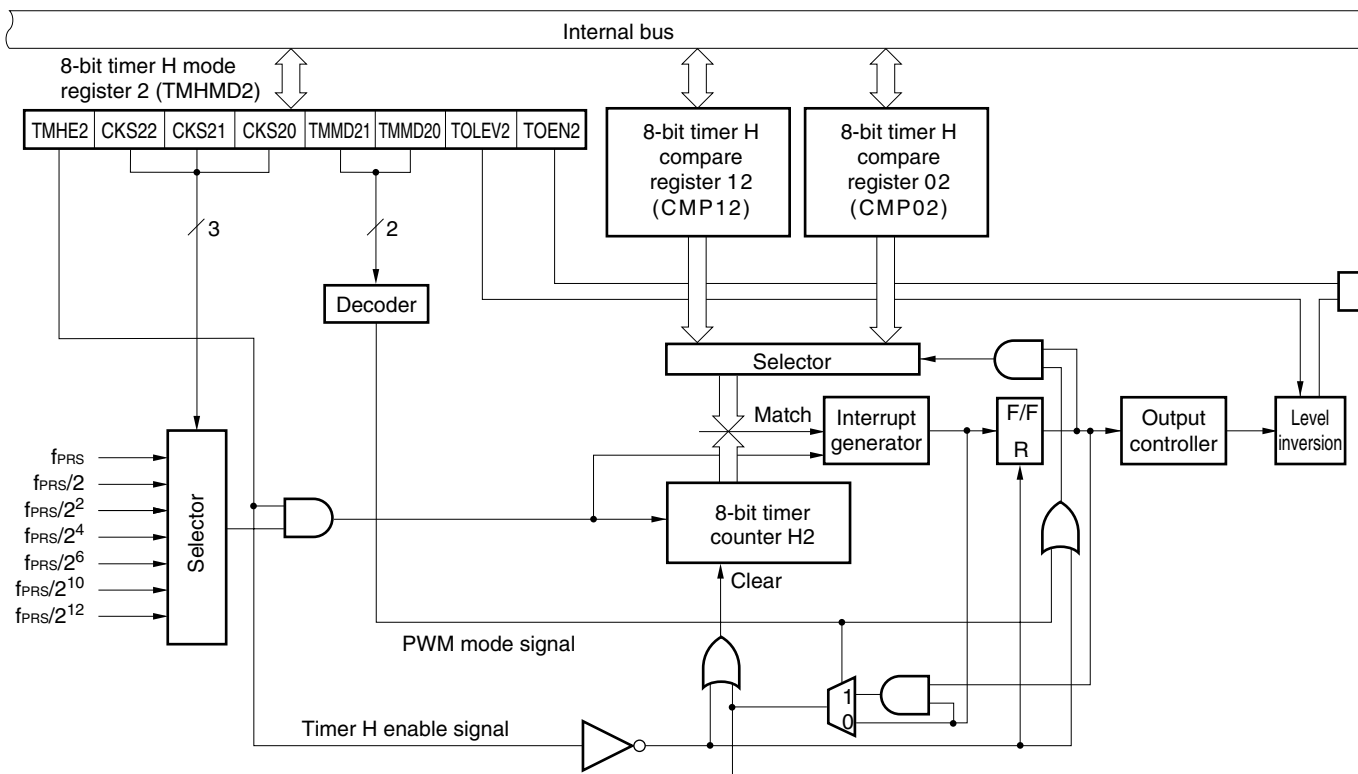 Internal bus
8-bit timer H mode
register 2 (TMHMD2)
TMHE2 CKS22 CKS21 CKS20 TMMD21 TMMD20 TOLEV2 TOEN2
8-bit timer H
compare
register 12
(CMP12)
8-bit timer H
compare
register 02
(CMP02)
3
2
Decoder
Selector
Match
Interrupt
generator
F/F
R
Output
controller
Level
inversion
fPRS
fPRS/2
fPRS/2²
fPRS/2⁴
fPRS/2⁶
fPRS/2¹⁰
fPRS/2¹²
Selector
8-bit timer
counter H2
Clear
PWM mode signal
1
0
Timer H enable signal